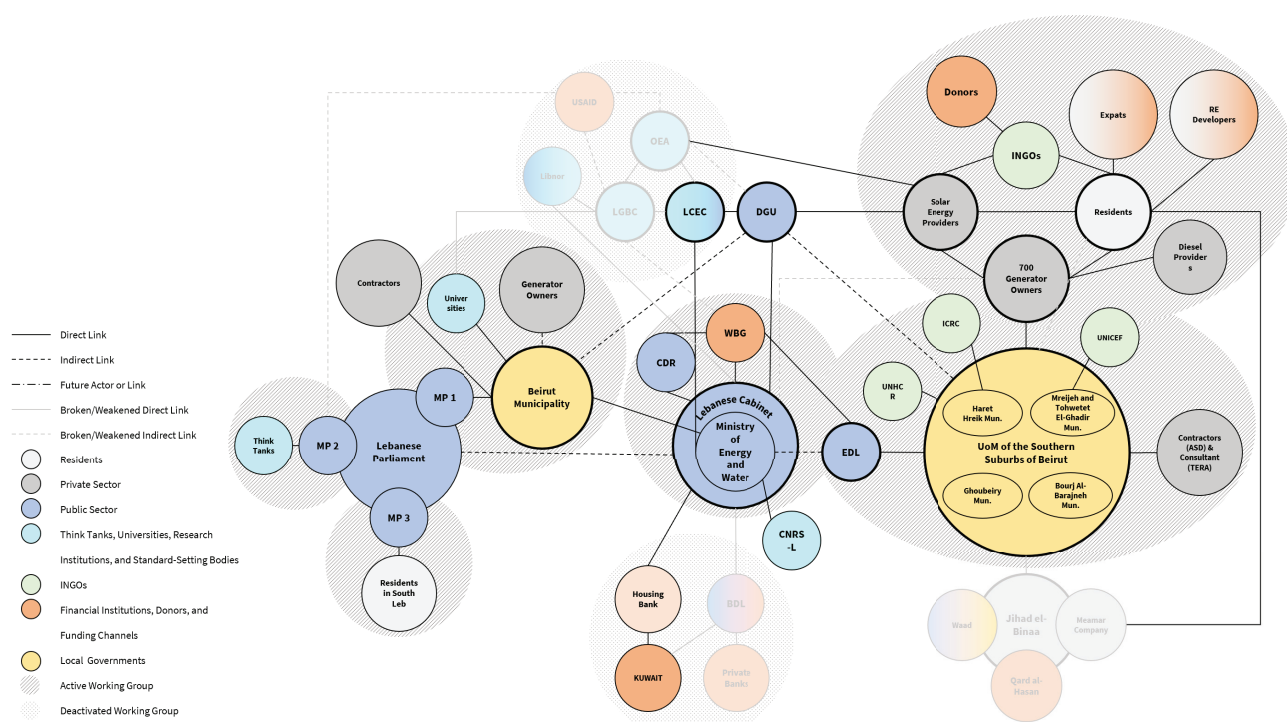 USAID
OEA
Libnor
LGBC
LCEC
DGU
Donors
INGOs
Expats
RE
Developers
Solar
Energy
Providers
Residents
700
Generator
Owners
Diesel
Provider
s
Contractors
Univer
sities
Generator
Owners
Beirut
Municipality
MP 1
MP 2
MP 3
Think
Tanks
Lebanese
Parliament
Residents
in South
Leb
CDR
WBG
Lebanese Cabinet
Ministry
of
Energy
and
Water
EDL
CNRS
-L
Housing
Bank
KUWAIT
BDL
Private
Banks
ICRC
UNICEF
UNHC
R
Haret
Hreik Mun.
Mreijeh and
Tohwetet
El-Ghadir
Mun.
UoM of the Southern
Suburbs of Beirut
Ghoubeiry
Mun.
Bourj Al-
Barajneh
Mun.
Contractors
(ASD) &
Consultant
(TERA)
Waad
Jihad el-
Binaa
Meamar
Company
Qard al-
Hasan
Direct Link
Indirect Link
Future Actor or Link
Broken/Weakened Direct Link
Broken/Weakened Indirect Link
Residents
Private Sector
Public Sector
Think Tanks, Universities, Research
Institutions, and Standard-Setting Bodies
INGOs
Financial Institutions, Donors, and
Funding Channels
Local Governments
Active Working Group
Deactivated Working Group